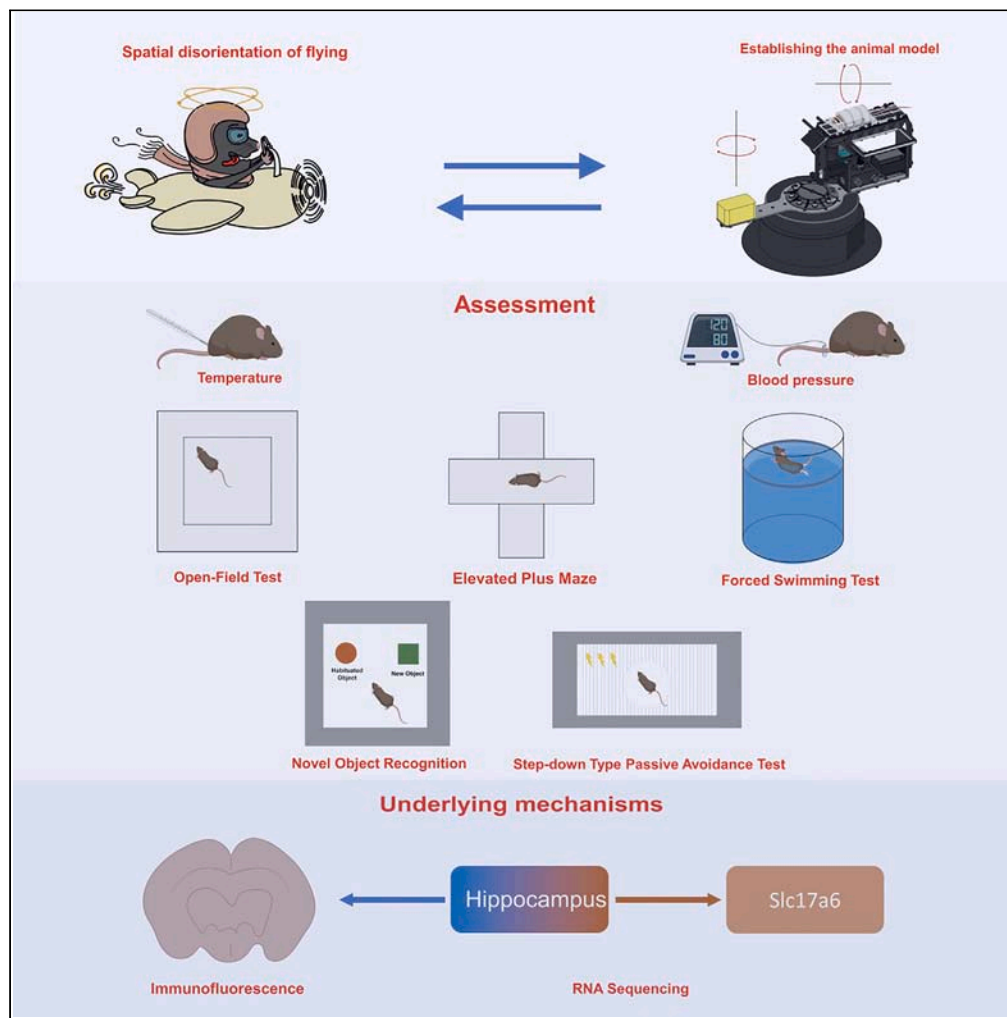 Spatial disorientation of flying
Establishing the animal model
Assessment
120
80
Temperature
Blood pressure
Open-Field Test
Elevated Plus Maze
Forced Swimming Test
Habituated
Object
New Object
Novel Object Recognition
Step-down Type Passive Avoidance Test
Underlying mechanisms
Hippocampus
Slc17a6
Immunofluorescence
RNA Sequencing